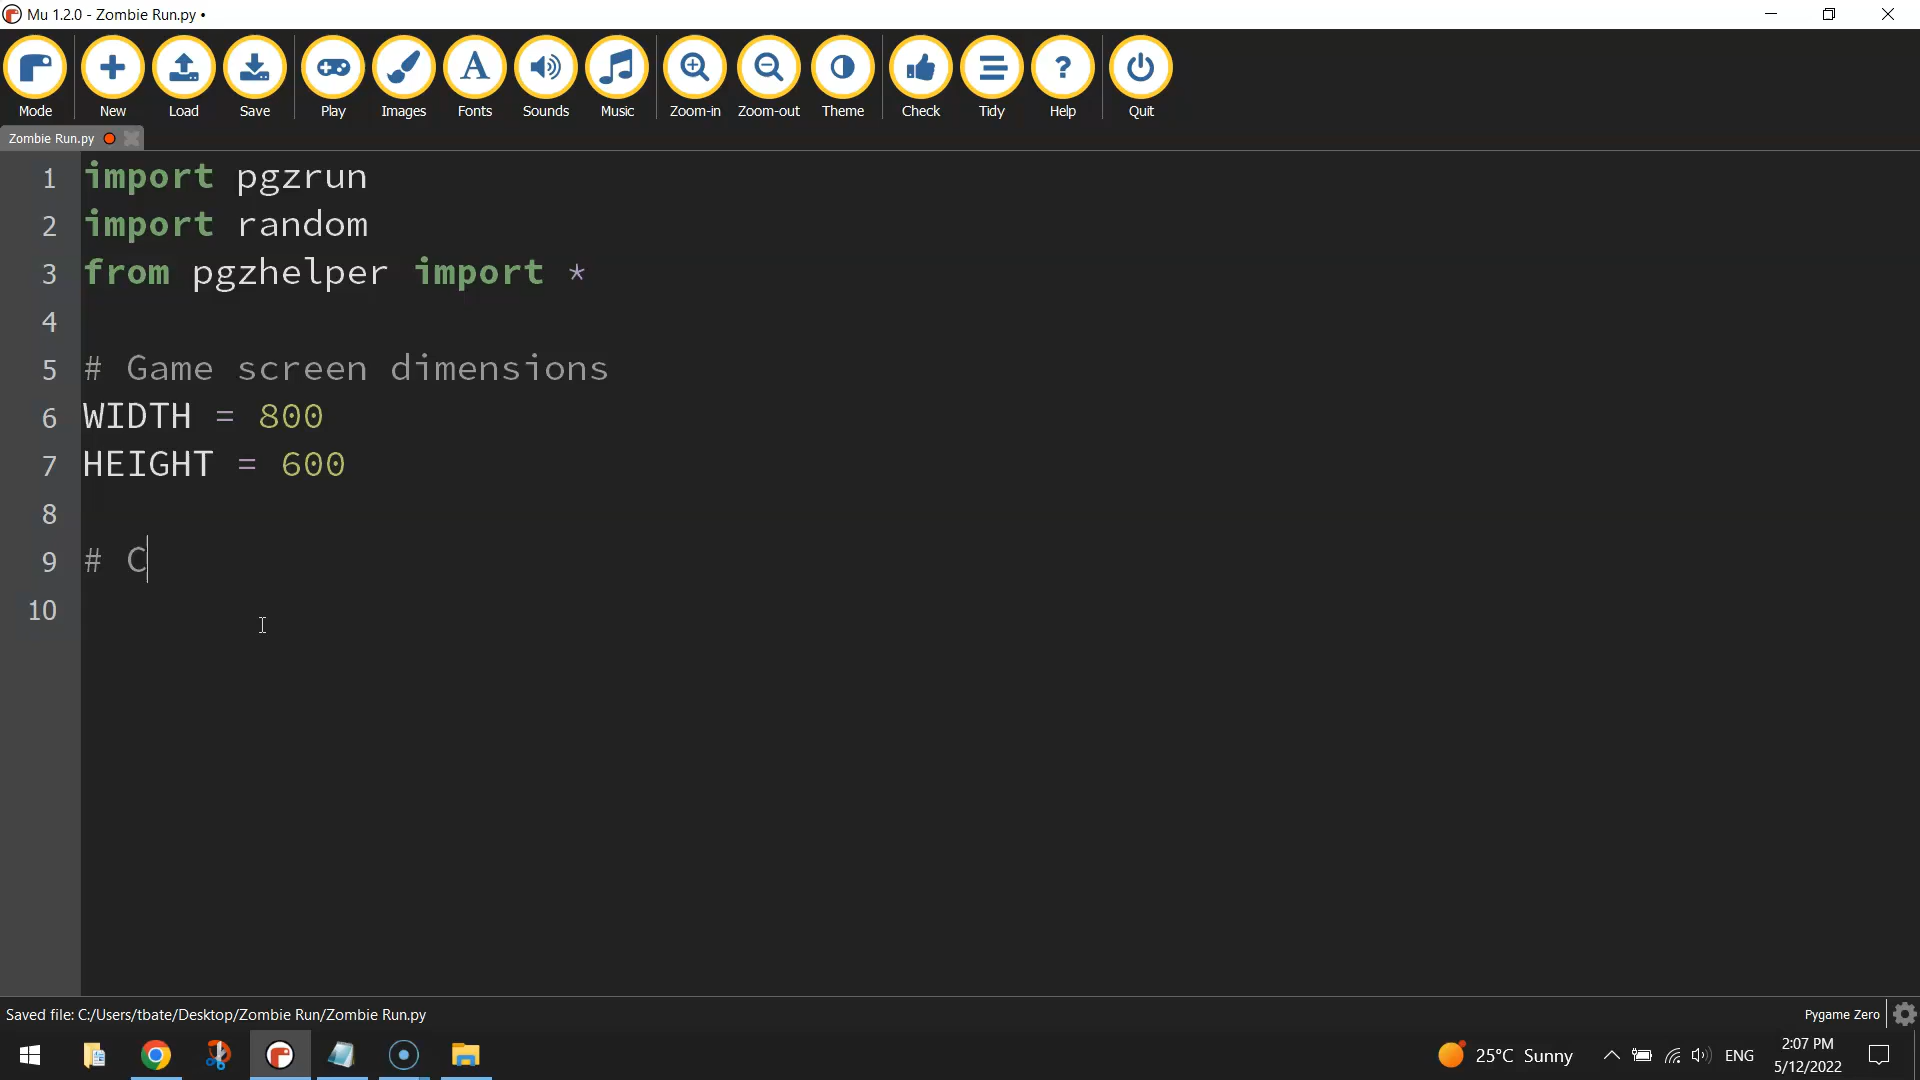 Mu 1.2.0 - Zombie Run.py •
Mode New Load Save Play Images Fonts Sounds Music Zoom-in Zoom-out Theme Check Tidy Help Quit
Zombie Run.py
1 import pgzrun
2 import random
3 from pgzhelper import *
4
5 # Game screen dimensions
6 WIDTH = 800
7 HEIGHT = 600
8
9 # C
10
Saved file: C:/Users/tbate/Desktop/Zombie Run/Zombie Run.py
Pygame Zero
25°C Sunny
ENG
2:07 PM
5/12/2022